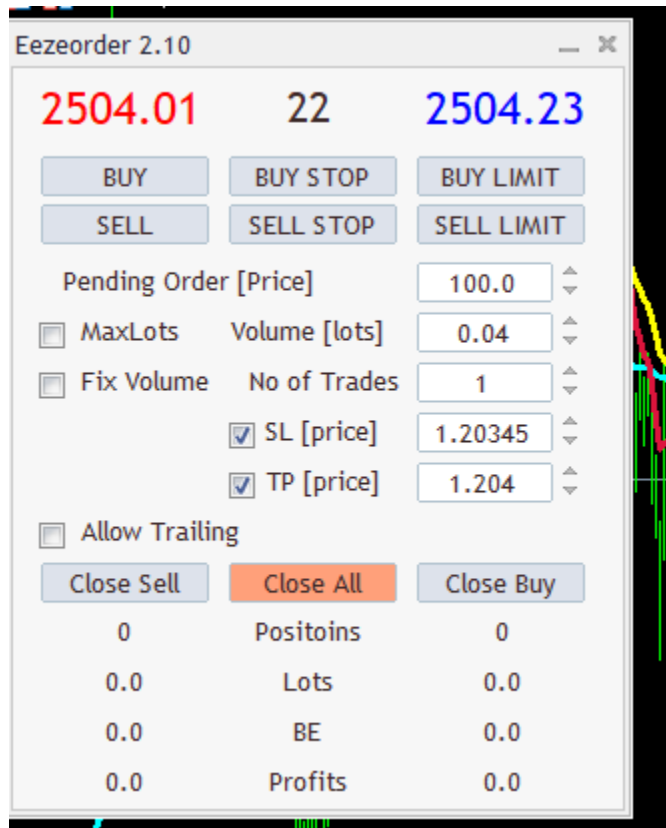 Eezeorder 2.10
2504.01 22 2504.23
BUY BUY STOP BUY LIMIT
SELL SELL STOP SELL LIMIT
Pending Order [Price] 100.0
MaxLots Volume [lots] 0.04
Fix Volume No of Trades 1
SL [price] 1.20345
TP [price] 1.204
Allow Trailing
Close Sell Close All Close Buy
0 Positoins 0
0.0 Lots 0.0
0.0 BE 0.0
0.0 Profits 0.0